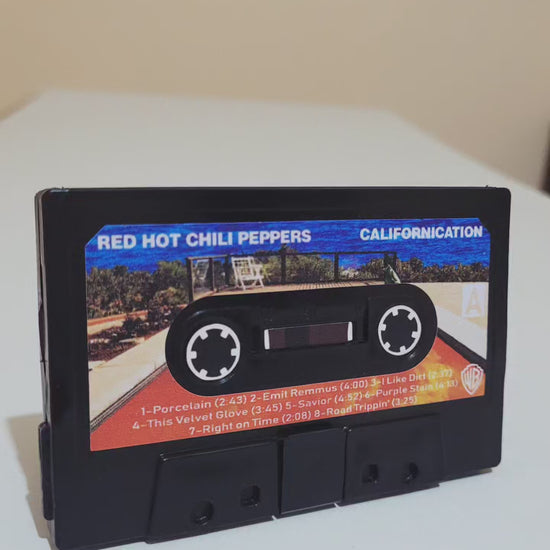 RED HOT CHILI PEPPERS CALIFORNICATION
A
1-Porcelain (2:43) 2-Emit Remmus (4:00) 3-I Like Dirt (2:37)
4-This Velvet Glove (3:45) 5-Savior (4:52) 6-Purple Stain (4:13)
7-Right on Time (2:08) 8-Road Trippin' (3:25)
WB